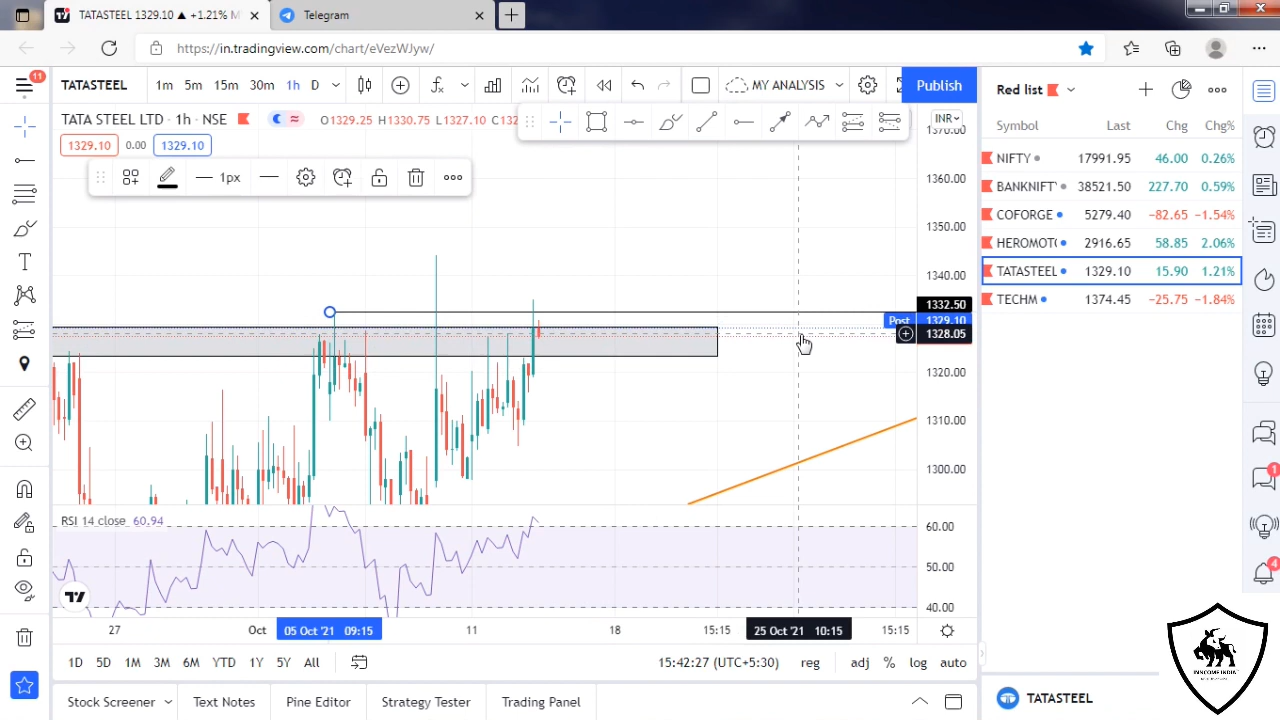 TATASTEEL 1329.10 ▲ +1.21% M
Telegram
https://in.tradingview.com/chart/eVezWJyw/
11
TATASTEEL
1m 5m 15m 30m 1h D
MY ANALYSIS
Publish
TATA STEEL LTD · 1h · NSE
O1329.25 H1330.75 L1327.10
INR
1329.10 0.00 1329.10
1px
1360.00
1350.00
1340.00
1332.50
Post 1329.10
1328.05
1320.00
1310.00
1300.00
RSI 14 close 60.94
60.00
50.00
40.00
27 Oct 05 Oct '21 09:15 11 18 15:15 25 Oct '21 10:15 15:15
1D 5D 1M 3M 6M YTD 1Y 5Y All
15:42:27 (UTC+5:30) reg adj % log auto
Stock Screener Text Notes Pine Editor Strategy Tester Trading Panel
Red list
Symbol Last Chg Chg%
NIFTY 17991.95 46.00 0.26%
BANKNIFT 38521.50 227.70 0.59%
COFORGE 5279.40 −82.65 −1.54%
HEROMOT 2916.65 58.85 2.06%
TATASTEEL 1329.10 15.90 1.21%
TECHM 1374.45 −25.75 −1.84%
1
4
TATASTEEL
INNCOME INDIA